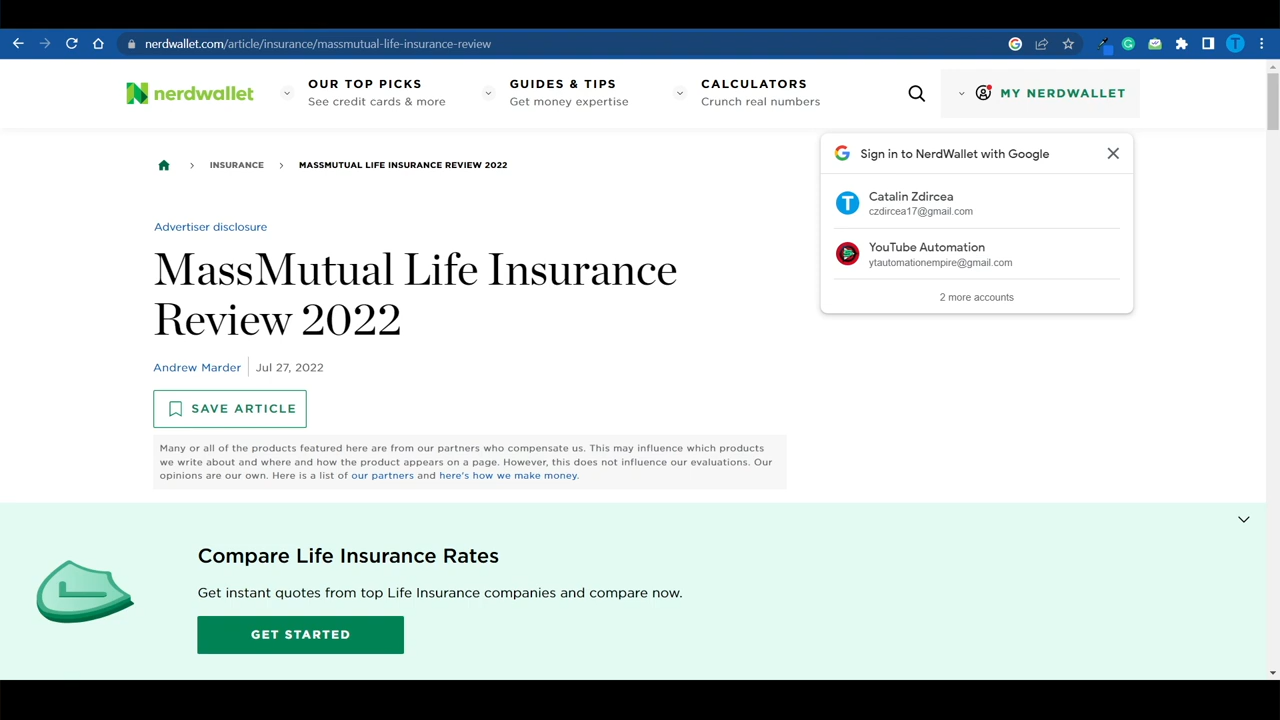 nerdwallet.com/article/insurance/massmutual-life-insurance-review
T
nerdwallet
OUR TOP PICKS
See credit cards & more
GUIDES & TIPS
Get money expertise
CALCULATORS
Crunch real numbers
MY NERDWALLET
INSURANCE
MASSMUTUAL LIFE INSURANCE REVIEW 2022
Sign in to NerdWallet with Google
T
Catalin Zdircea
czdircea17@gmail.com
YouTube Automation
ytautomationempire@gmail.com
2 more accounts
Advertiser disclosure
MassMutual Life Insurance
Review 2022
Andrew Marder
Jul 27, 2022
SAVE ARTICLE
Many or all of the products featured here are from our partners who compensate us. This may influence which products
we write about and where and how the product appears on a page. However, this does not influence our evaluations. Our
opinions are our own. Here is a list of our partners and here's how we make money.
Compare Life Insurance Rates
Get instant quotes from top Life Insurance companies and compare now.
GET STARTED